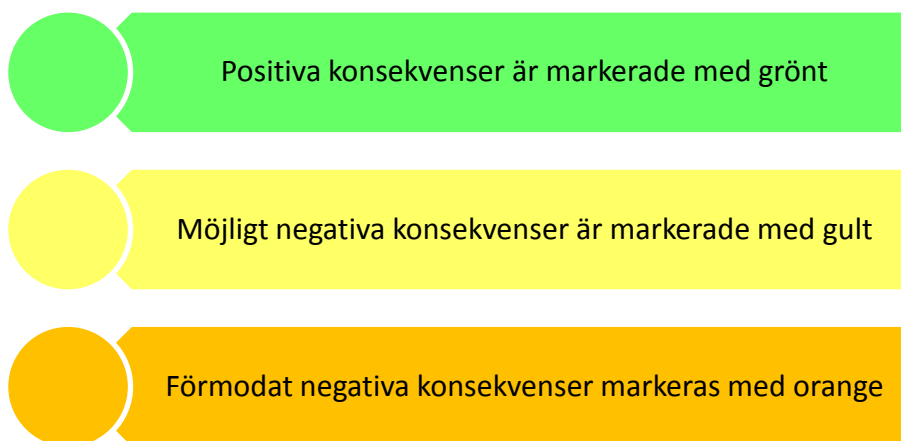 Positiva konsekvenser är markerade med grönt
Möjligt negativa konsekvenser är markerade med gult
Förmodat negativa konsekvenser markeras med orange